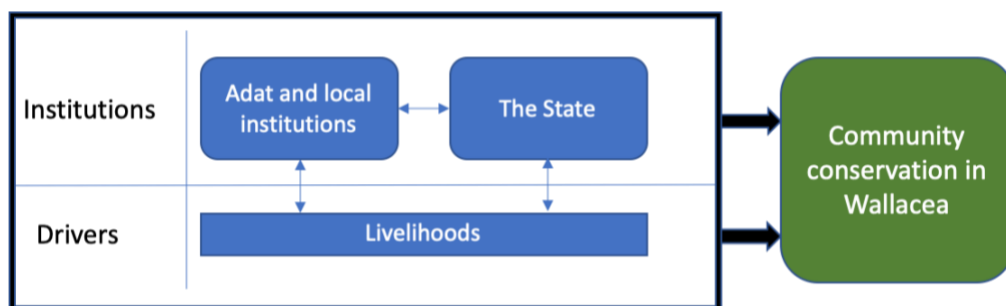 Institutions
Adat and local
institutions
The State
Drivers
Livelihoods
Community
conservation in
Wallacea